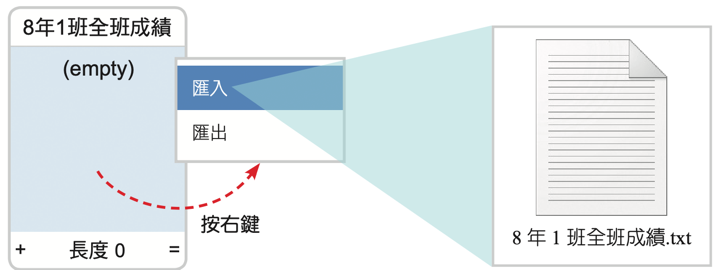 8年1班全班成績
(empty)
匯入
匯出
按右鍵
+ 長度 0 =
8 年 1 班全班成績.txt